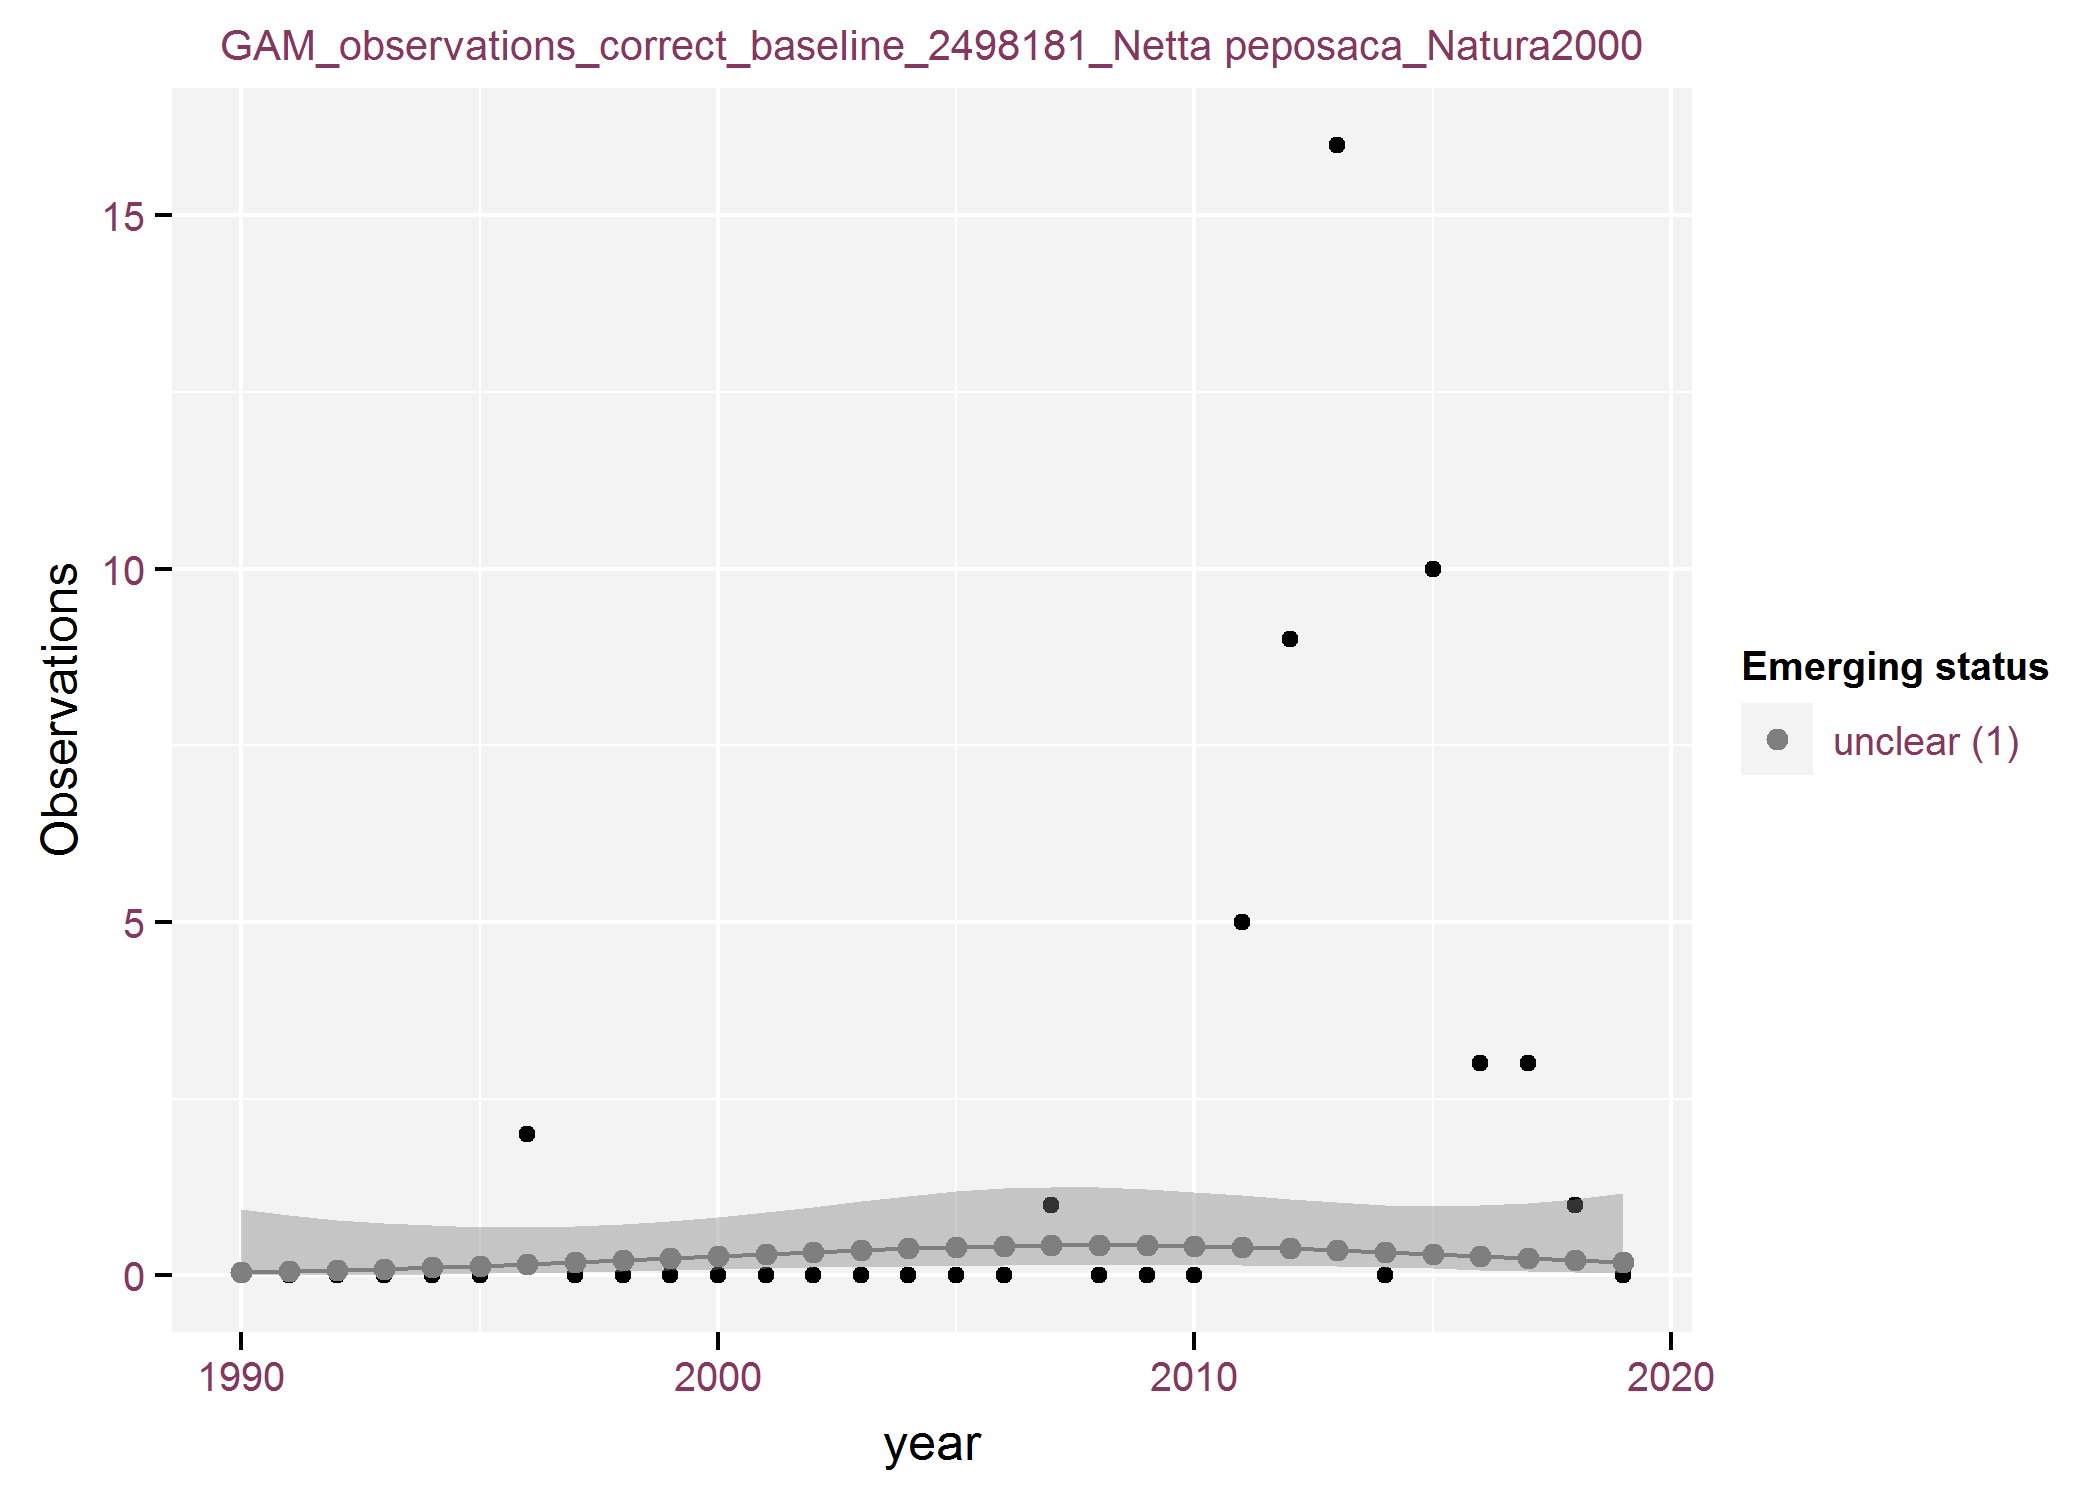 GAM_observations_correct_baseline_2498181_Netta peposaca_Natura2000
15
10
5
0
Observations
1990
2000
2010
2020
year
Emerging status
unclear (1)